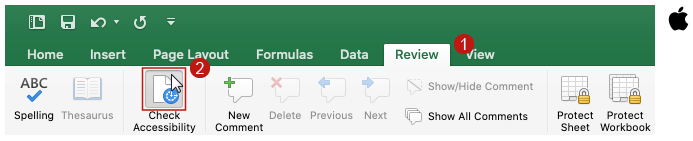 1
Home Insert Page Layout Formulas Data Review View
2
ABC
Spelling Thesaurus Check Accessibility New Comment Delete Previous Next Show/Hide Comment Show All Comments Protect Sheet Protect Workbook